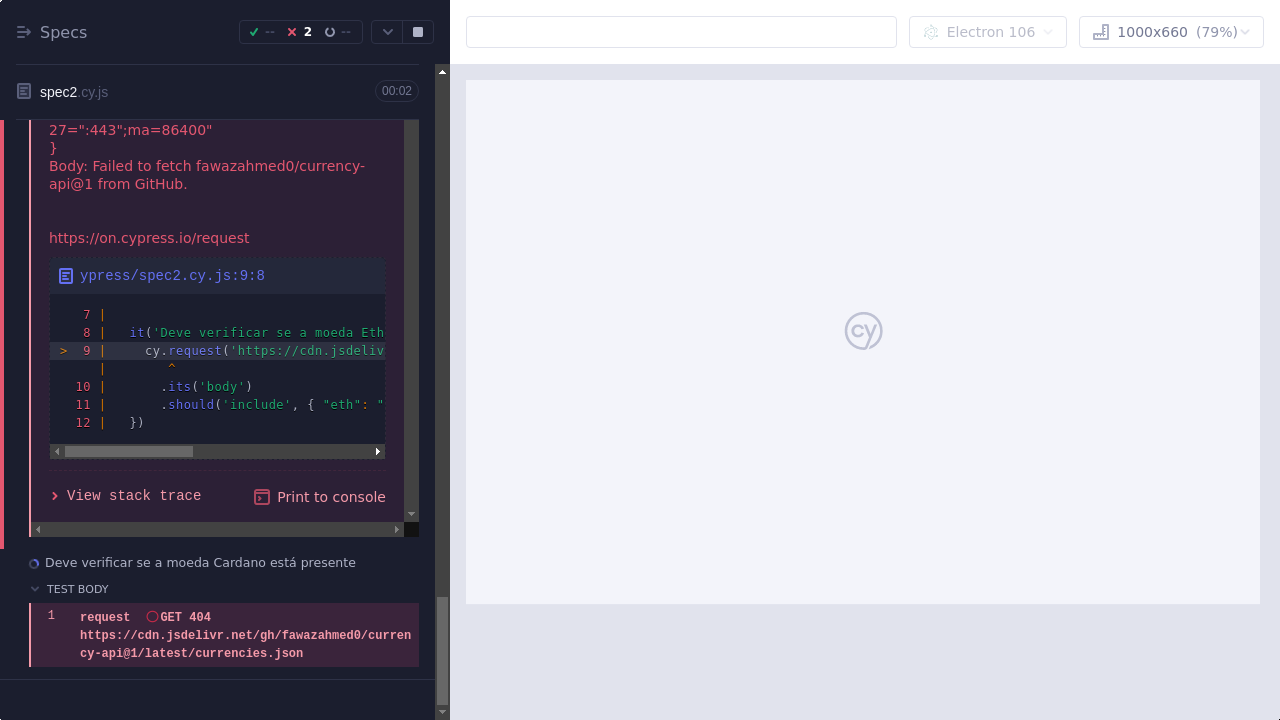 Specs
--
2
--
Electron 106
1000x660 (79%)
spec2.cy.js
00:02
27=":443";ma=86400"
}
Body: Failed to fetch fawazahmed0/currency-
api@1 from GitHub.
https://on.cypress.io/request
ypress/spec2.cy.js:9:8
7 |
8 | it('Deve verificar se a moeda Eth
> 9 | cy.request('https://cdn.jsdeliv
| ^
10 | .its('body')
11 | .should('include', { "eth": "
12 | })
View stack trace
Print to console
Deve verificar se a moeda Cardano está presente
TEST BODY
1 request GET 404
https://cdn.jsdelivr.net/gh/fawazahmed0/curren
cy-api@1/latest/currencies.json
cy